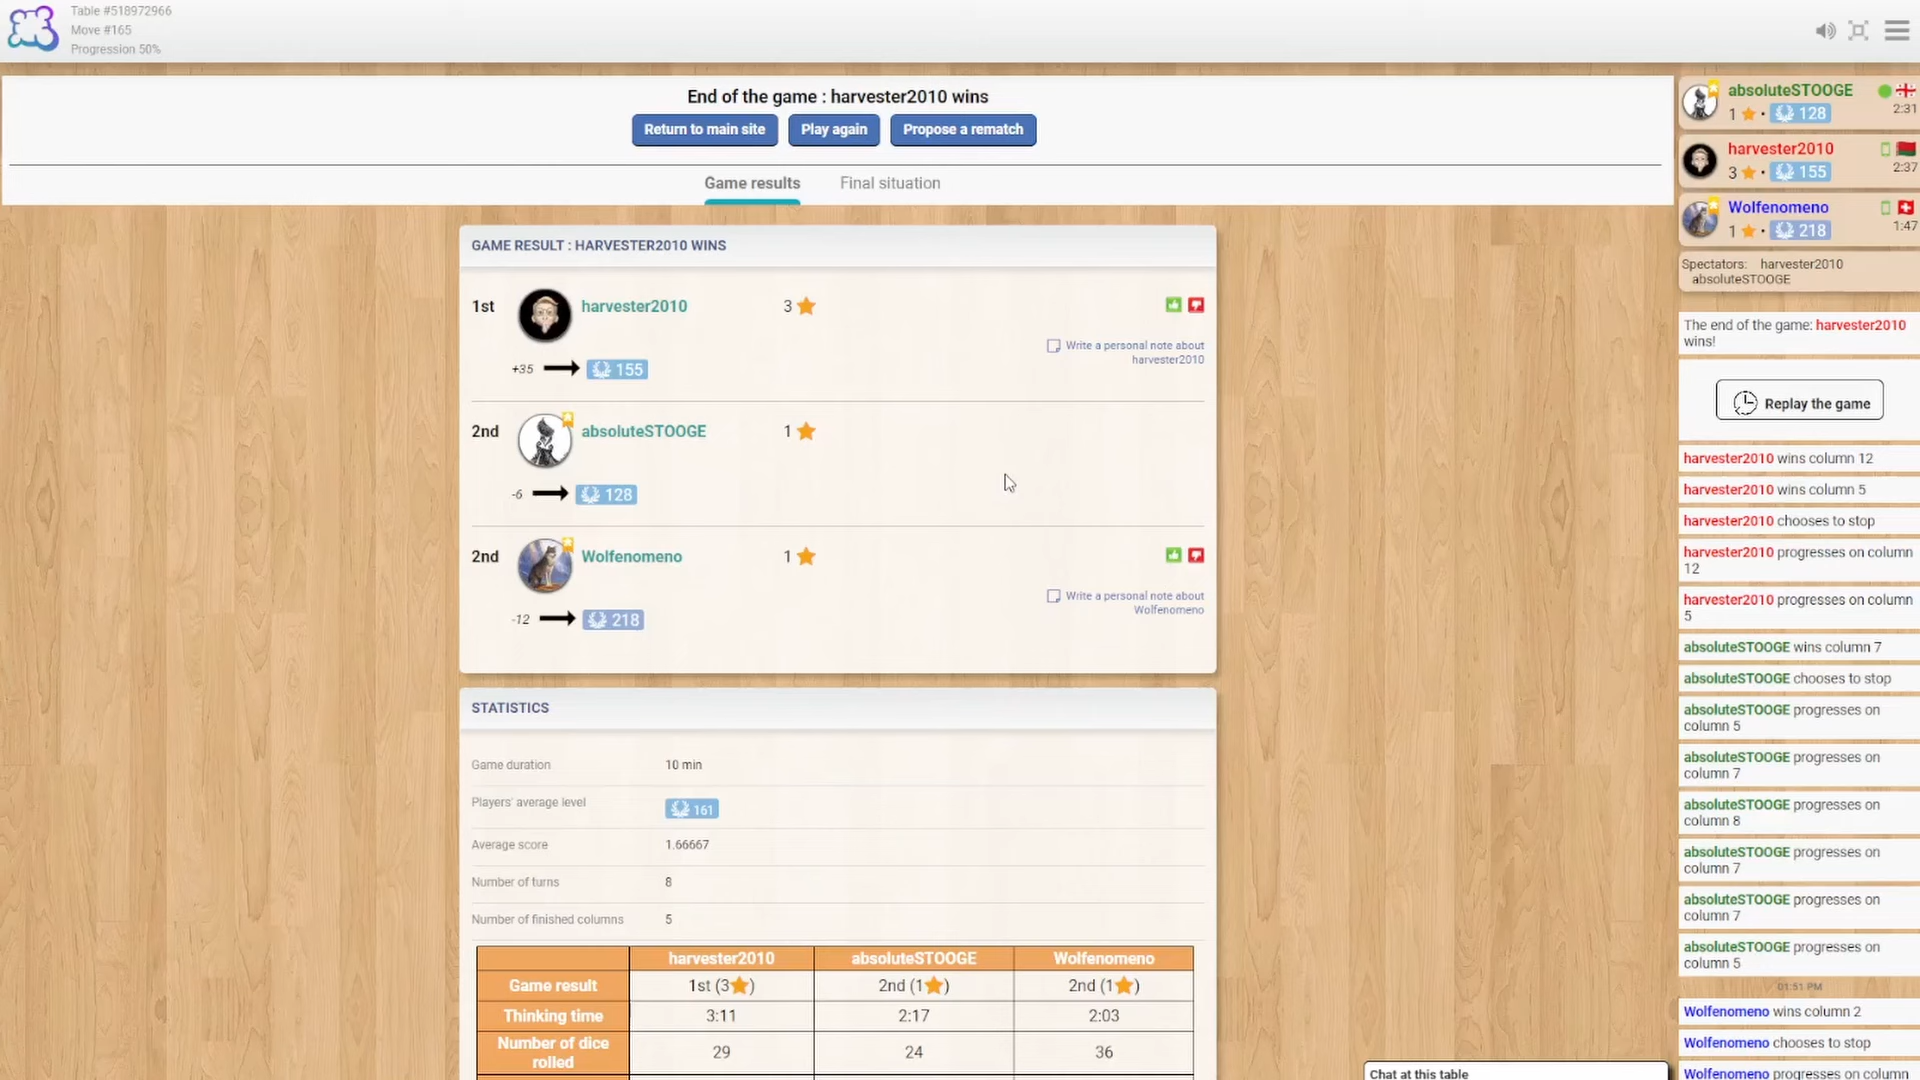 Table #518972966
Move #165
Progression 50%
End of the game : harvester2010 wins
Return to main site
Play again
Propose a rematch
Game results
Final situation
GAME RESULT : HARVESTER2010 WINS
1st
harvester2010
3
Write a personal note about
harvester2010
+35
155
2nd
absoluteSTOOGE
1
-6
128
2nd
Wolfenomeno
1
Write a personal note about
Wolfenomeno
-12
218
STATISTICS
Game duration 10 min
Players' average level 161
Average score 1.66667
Number of turns 8
Number of finished columns 5
harvester2010 absoluteSTOOGE Wolfenomeno
Game result 1st (3) 2nd (1) 2nd (1)
Thinking time 3:11 2:17 2:03
Number of dice
rolled
29 24 36
absoluteSTOOGE
1 • 128
2:31
harvester2010
3 • 155
2:37
Wolfenomeno
1 • 218
1:47
Spectators: harvester2010
absoluteSTOOGE
The end of the game: harvester2010
wins!
Replay the game
harvester2010 wins column 12
harvester2010 wins column 5
harvester2010 chooses to stop
harvester2010 progresses on column
12
harvester2010 progresses on column
5
absoluteSTOOGE wins column 7
absoluteSTOOGE chooses to stop
absoluteSTOOGE progresses on
column 5
absoluteSTOOGE progresses on
column 7
absoluteSTOOGE progresses on
column 8
absoluteSTOOGE progresses on
column 7
absoluteSTOOGE progresses on
column 7
absoluteSTOOGE progresses on
column 5
01:51 PM
Wolfenomeno wins column 2
Wolfenomeno chooses to stop
Wolfenomeno progresses on column
Chat at this table